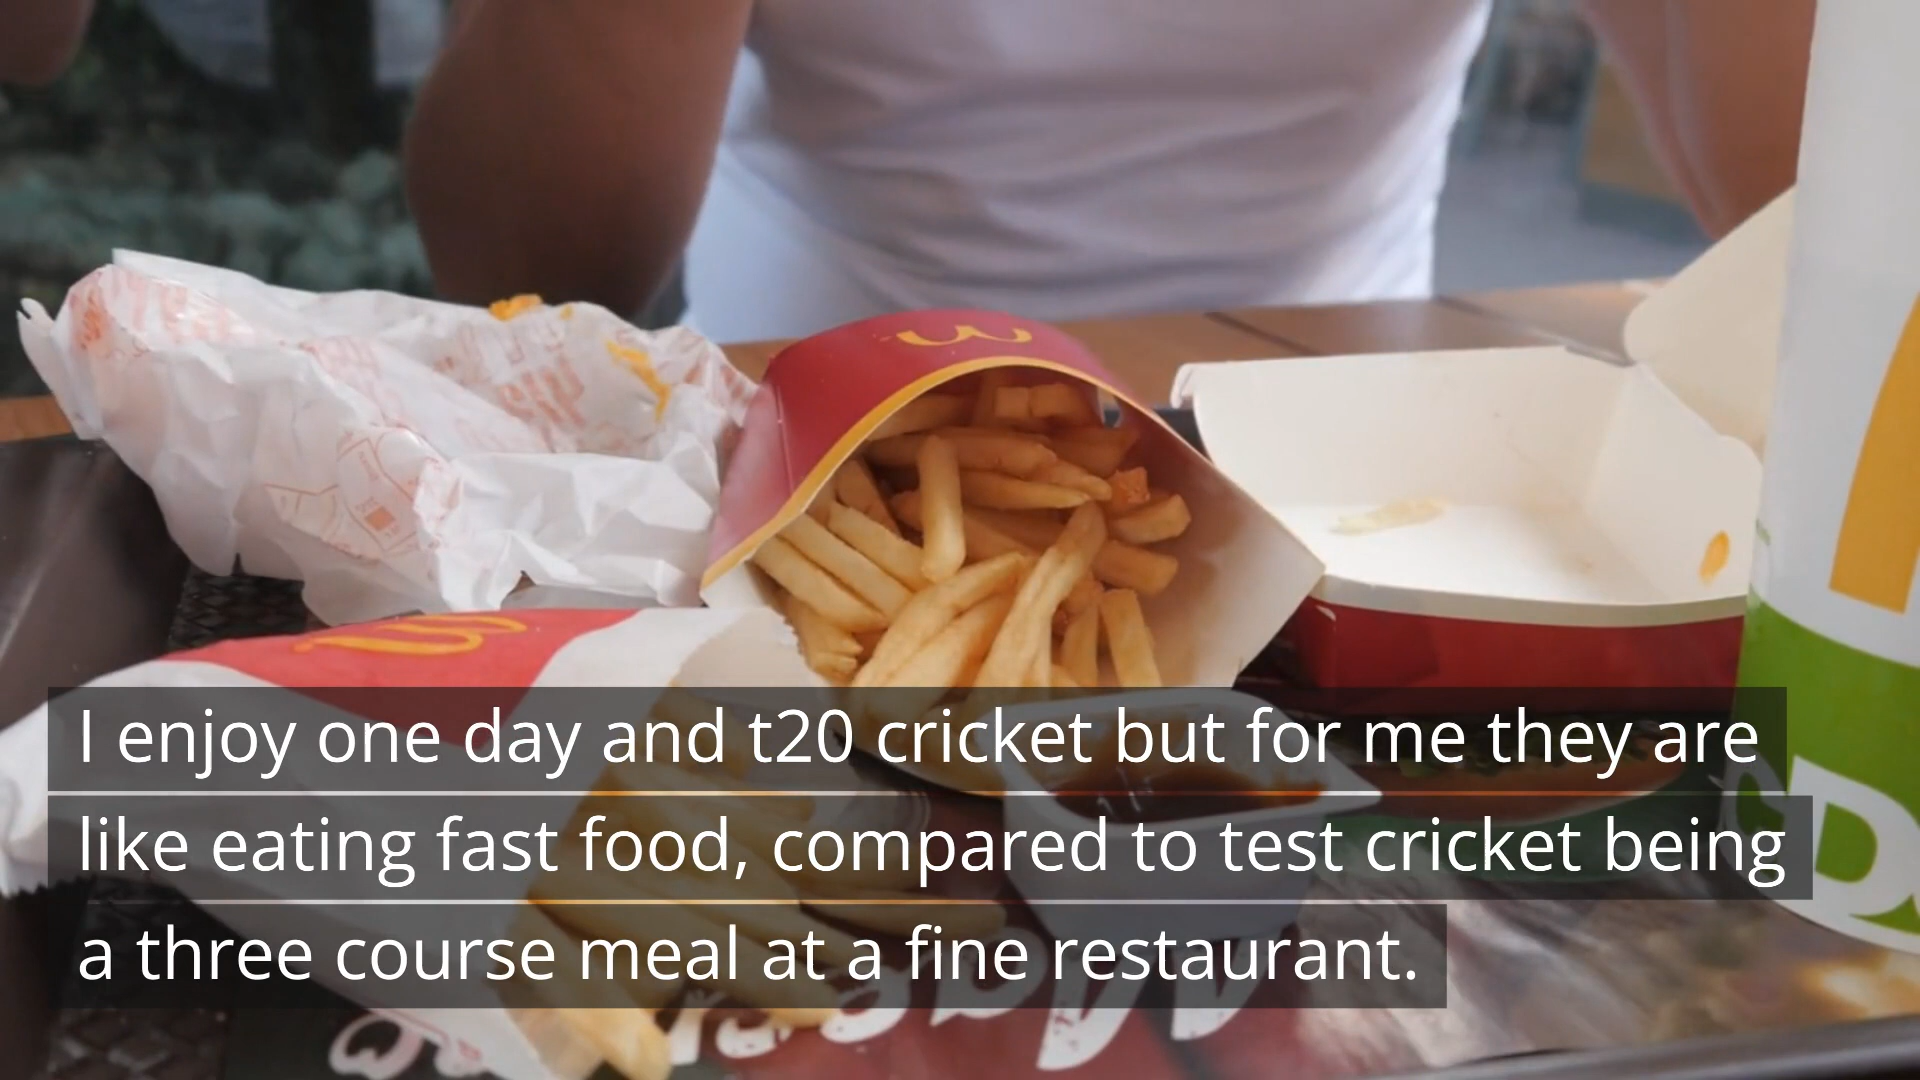 I enjoy one day and t20 cricket but for me they are
like eating fast food, compared to test cricket being
a three course meal at a fine restaurant.